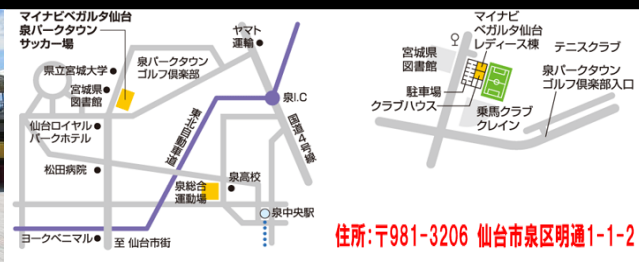 マイナビベガルタ仙台
泉パークタウン
サッカー場
ヤマト
運輸
泉パークタウン
ゴルフ倶楽部
県立宮城大学
宮城県
図書館
泉I.C
仙台ロイヤル
パークホテル
東北自動車道
国道4号線
松田病院
泉高校
泉総合
運動場
泉中央駅
ヨークベニマル
至 仙台市街
マイナビ
ベガルタ仙台
レディース棟
宮城県
図書館
テニスクラブ
泉パークタウン
ゴルフ倶楽部入口
駐車場
クラブハウス
乗馬クラブ
クレイン
住所:〒981-3206 仙台市泉区明通1-1-2